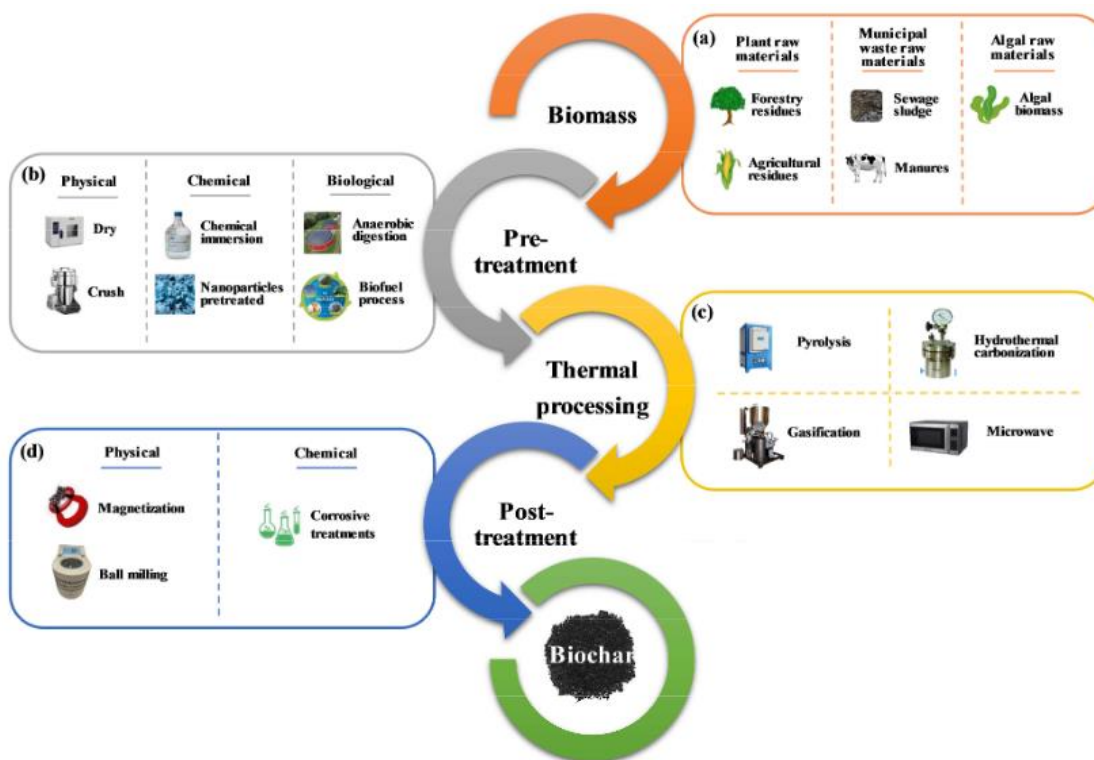 (a)
Plant raw
materials
Municipal
waste raw
materials
Algal raw
materials
Forestry
residues
Sewage
sludge
Algal
biomass
Agricultural
residues
Manures
Biomass
(b)
Physical
Chemical
Biological
Dry
Chemical
immersion
Anaerobic
digestion
Crush
Nanoparticles
pretreated
Biofuel
process
Pre-
treatment
(c)
Pyrolysis
Hydrothermal
carbonization
Gasification
Microwave
Thermal
processing
(d)
Physical
Chemical
Magnetization
Corrosive
treatments
Ball milling
Post-
treatment
Biochar